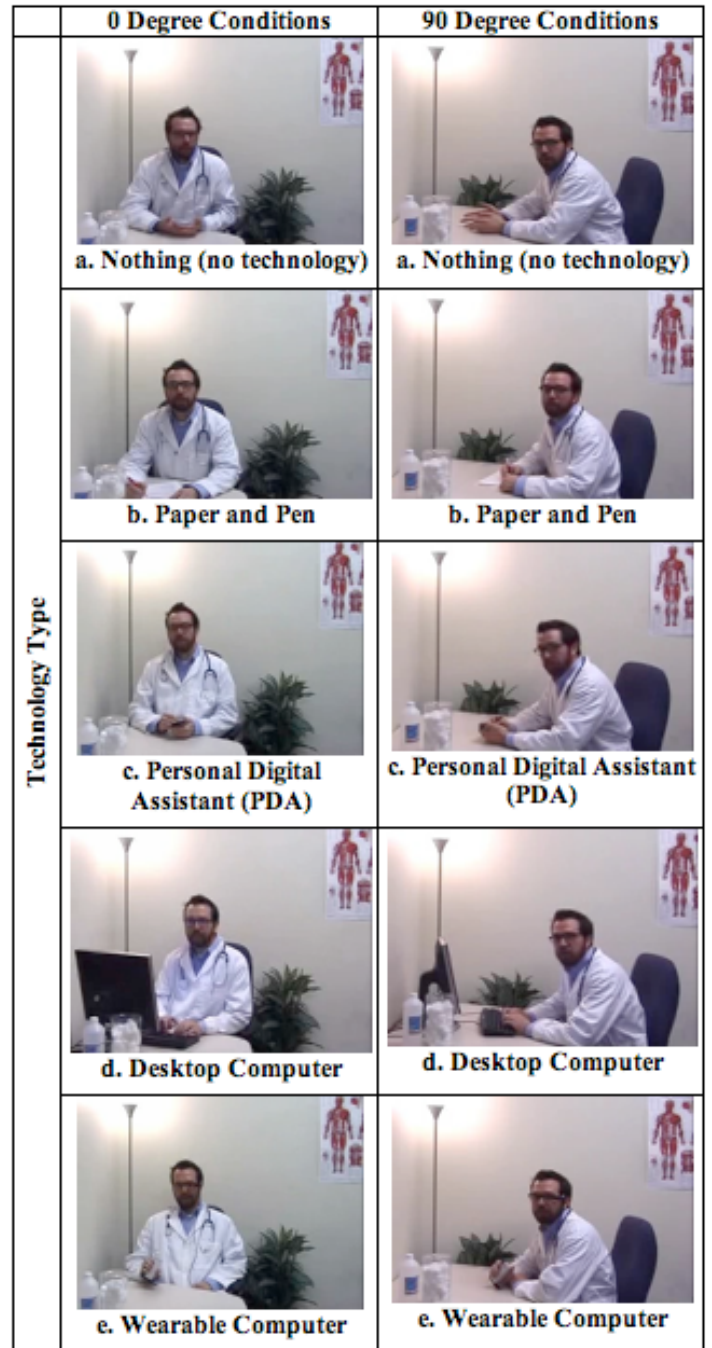 0 Degree Conditions
90 Degree Conditions
Technology Type
a. Nothing (no technology)
a. Nothing (no technology)
b. Paper and Pen
b. Paper and Pen
c. Personal Digital
Assistant (PDA)
c. Personal Digital Assistant
(PDA)
d. Desktop Computer
d. Desktop Computer
e. Wearable Computer
e. Wearable Computer